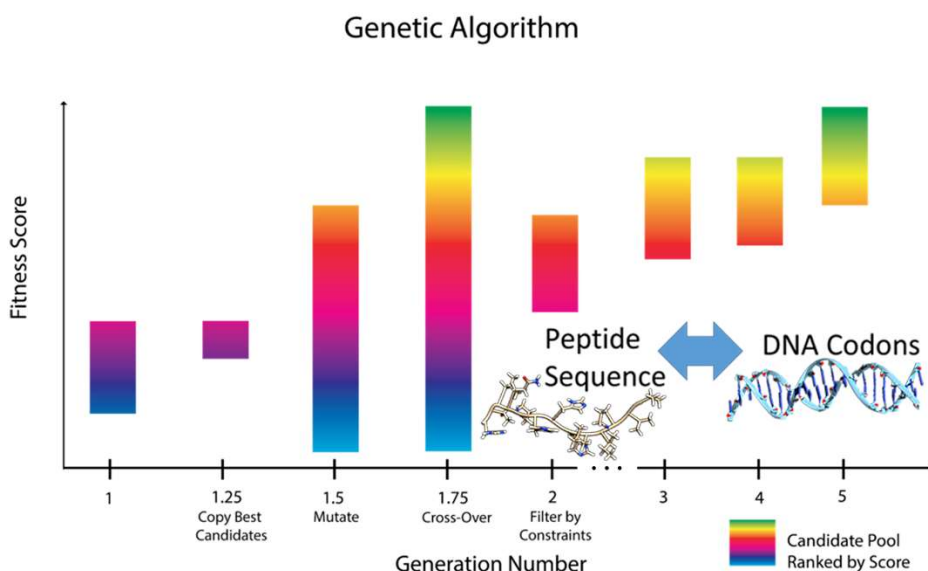 Genetic Algorithm
Fitness Score
Peptide
Sequence
DNA Codons
. . .
1
1.25
1.5
1.75
2
3
4
5
Copy Best
Candidates
Mutate
Cross-Over
Filter by
Constraints
Generation Number
Candidate Pool
Ranked by Score